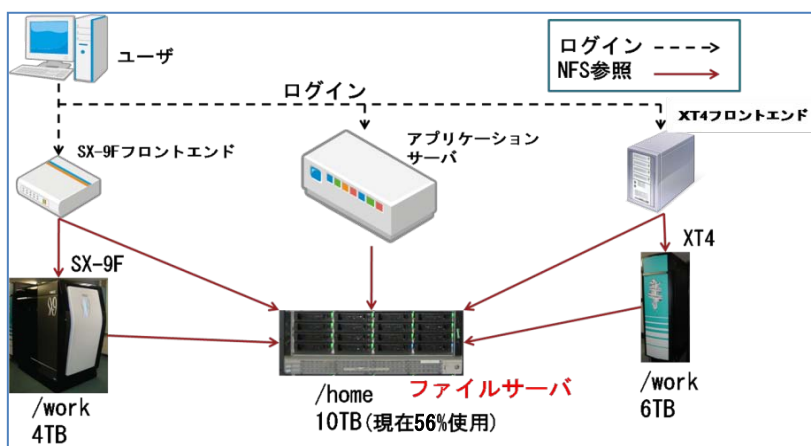 ユーザ
ログイン
NFS参照
ログイン
SX-9Fフロントエンド
アプリケーション
サーバ
XT4フロントエンド
SX-9F
XT4
/work
4TB
/home
ファイルサーバ
10TB(現在56%使用)
/work
6TB